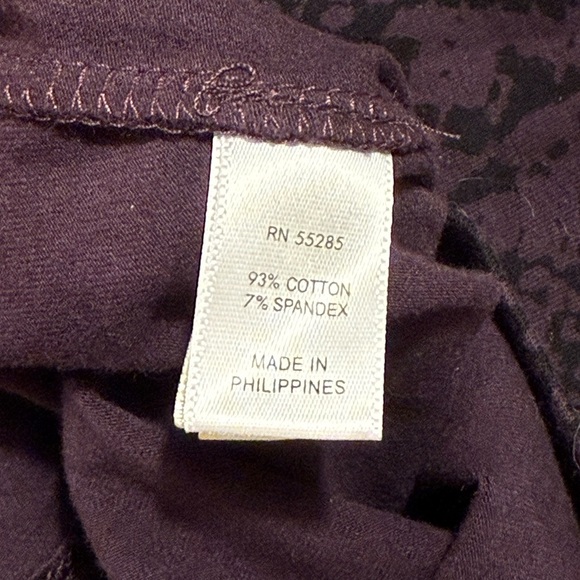 RN 55285
93% COTTON
7% SPANDEX
MADE IN
PHILIPPINES